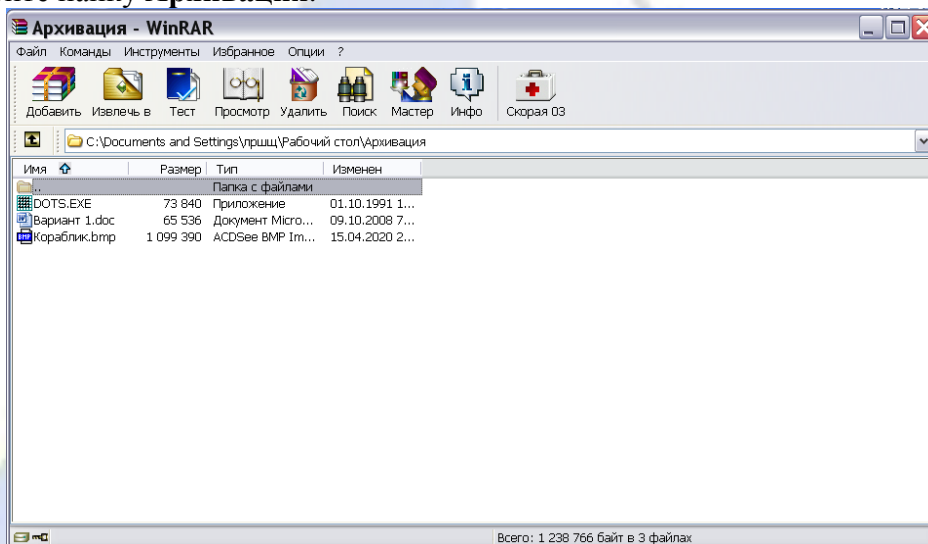 папку Архивация.
Архивация - WinRAR
Файл Команды Инструменты Избранное Опции ?
Добавить Извлечь в Тест Просмотр Удалить Поиск Мастер Инфо Скорая 03
C:\Documents and Settings\пршщ\Рабочий стол\Архивация
Имя Размер Тип Изменен
.. Папка с файлами
DOTS.EXE 73 840 Приложение 01.10.1991 1...
Вариант 1.doc 65 536 Документ Micro... 09.10.2008 7...
Кораблик.bmp 1 099 390 ACDSee BMP Im... 15.04.2020 2...
Всего: 1 238 766 байт в 3 файлах